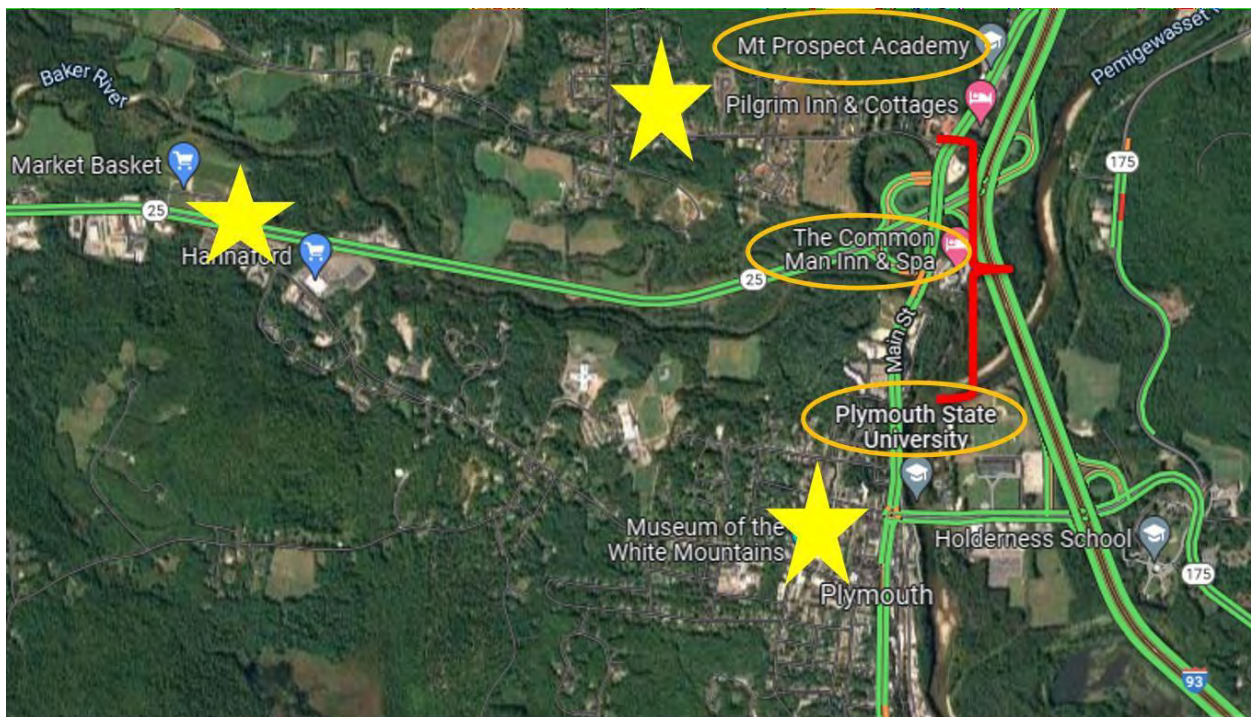 Mt Prospect Academy
Pemigewasset
Baker River
Pilgrim Inn & Cottages
Market Basket
175
25
Hannaford
The Common
Man Inn & Spa
25
Main St
Plymouth State
University
Museum of the
White Mountains
Holderness School
175
Plymouth
93